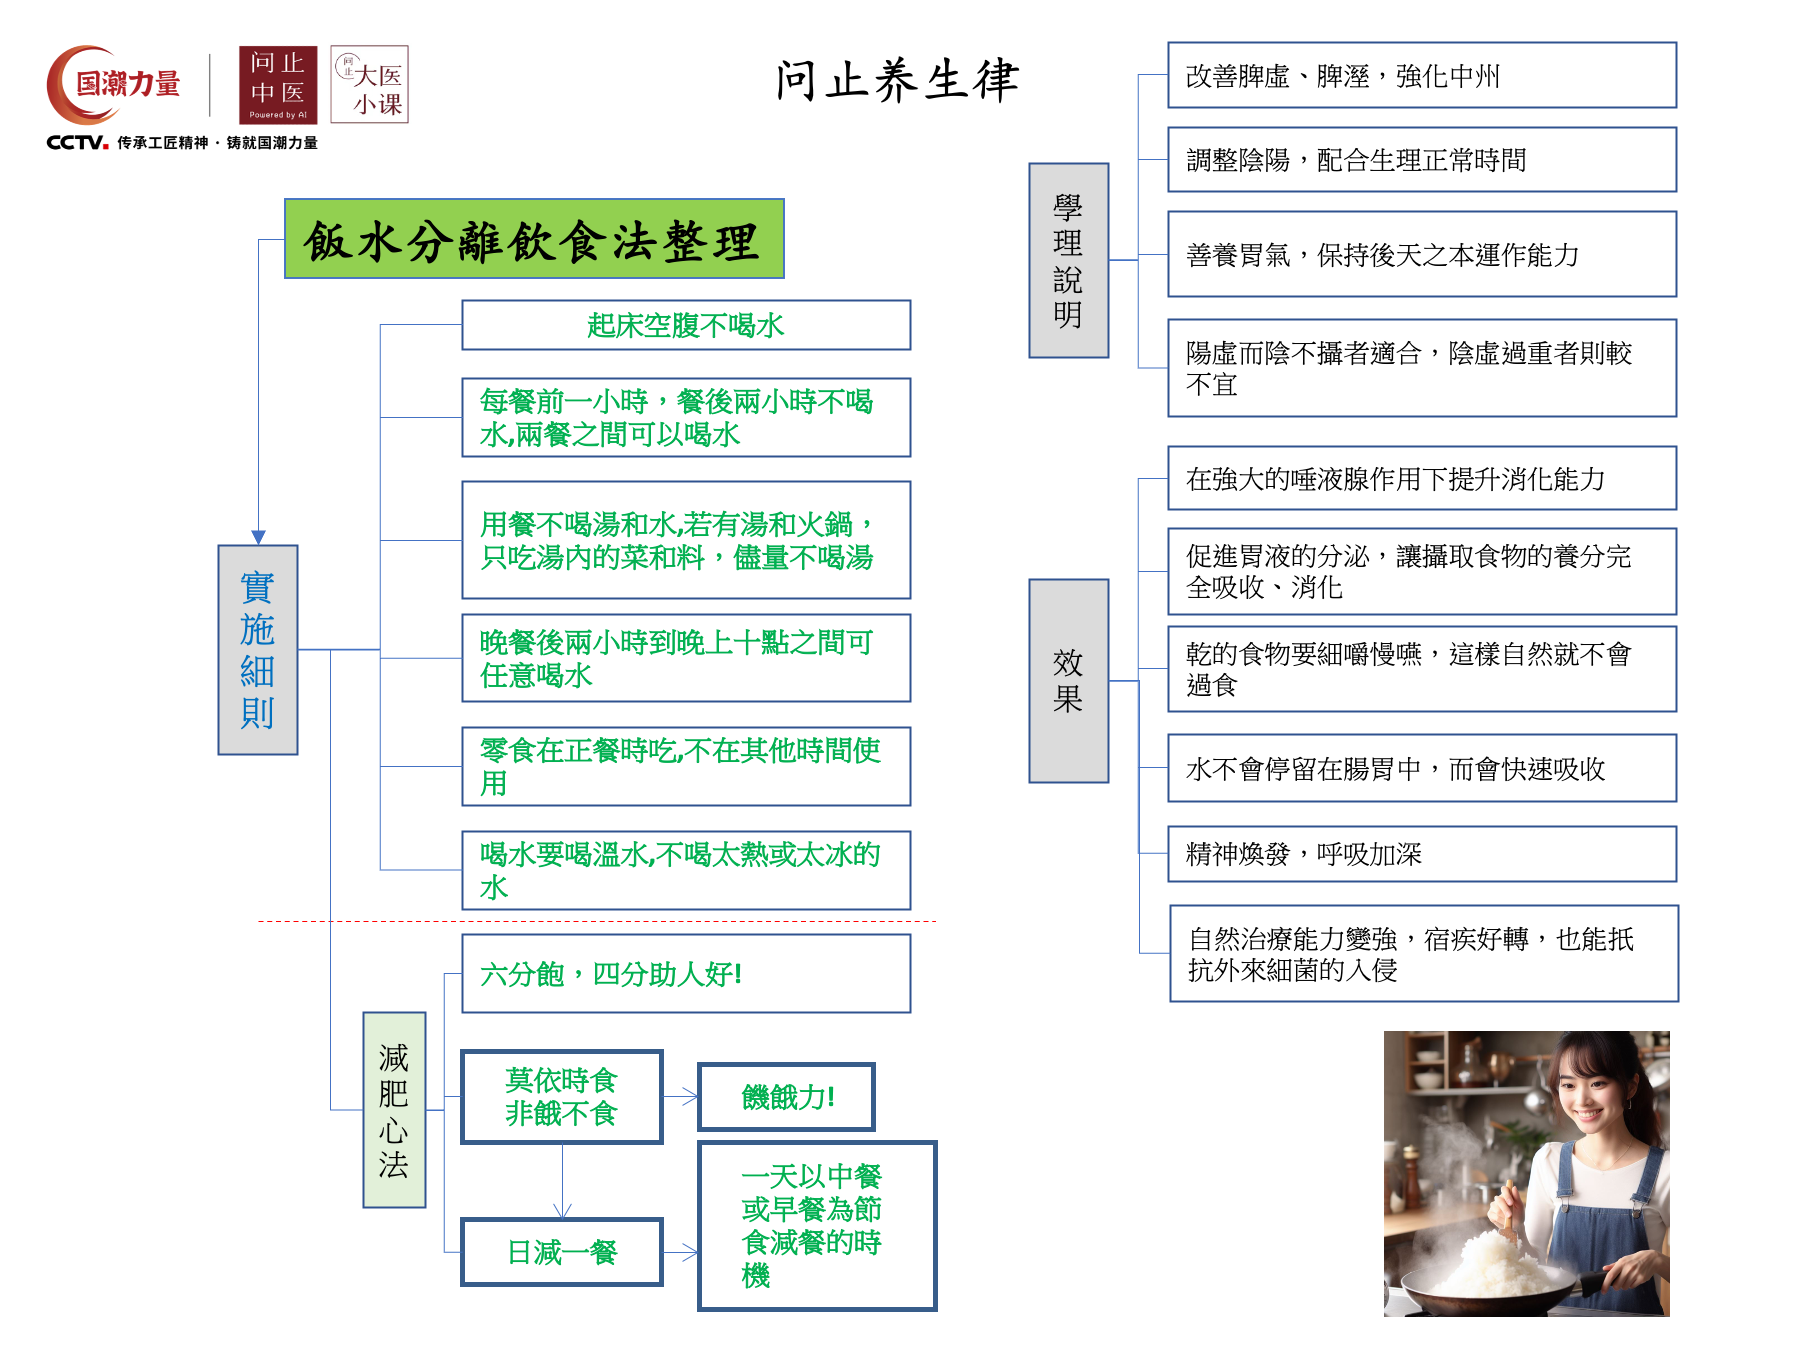 国潮力量
CCTV. 传承工匠精神 · 铸就国潮力量
问止
中医
Powered by AI
问止
大医
小课
问止养生律
飯水分離飲食法整理
實施細則
起床空腹不喝水
每餐前一小時，餐後兩小時不喝
水,兩餐之間可以喝水
用餐不喝湯和水,若有湯和火鍋，
只吃湯內的菜和料，儘量不喝湯
晚餐後兩小時到晚上十點之間可
任意喝水
零食在正餐時吃,不在其他時間使
用
喝水要喝溫水,不喝太熱或太冰的
水
減肥心法
六分飽，四分助人好!
莫依時食
非餓不食
饑餓力!
日減一餐
一天以中餐
或早餐為節
食減餐的時
機
學理說明
改善脾虛、脾溼，強化中州
調整陰陽，配合生理正常時間
善養胃氣，保持後天之本運作能力
陽虛而陰不攝者適合，陰虛過重者則較
不宜
效果
在強大的唾液腺作用下提升消化能力
促進胃液的分泌，讓攝取食物的養分完
全吸收、消化
乾的食物要細嚼慢嚥，這樣自然就不會
過食
水不會停留在腸胃中，而會快速吸收
精神煥發，呼吸加深
自然治療能力變強，宿疾好轉，也能抵
抗外來細菌的入侵